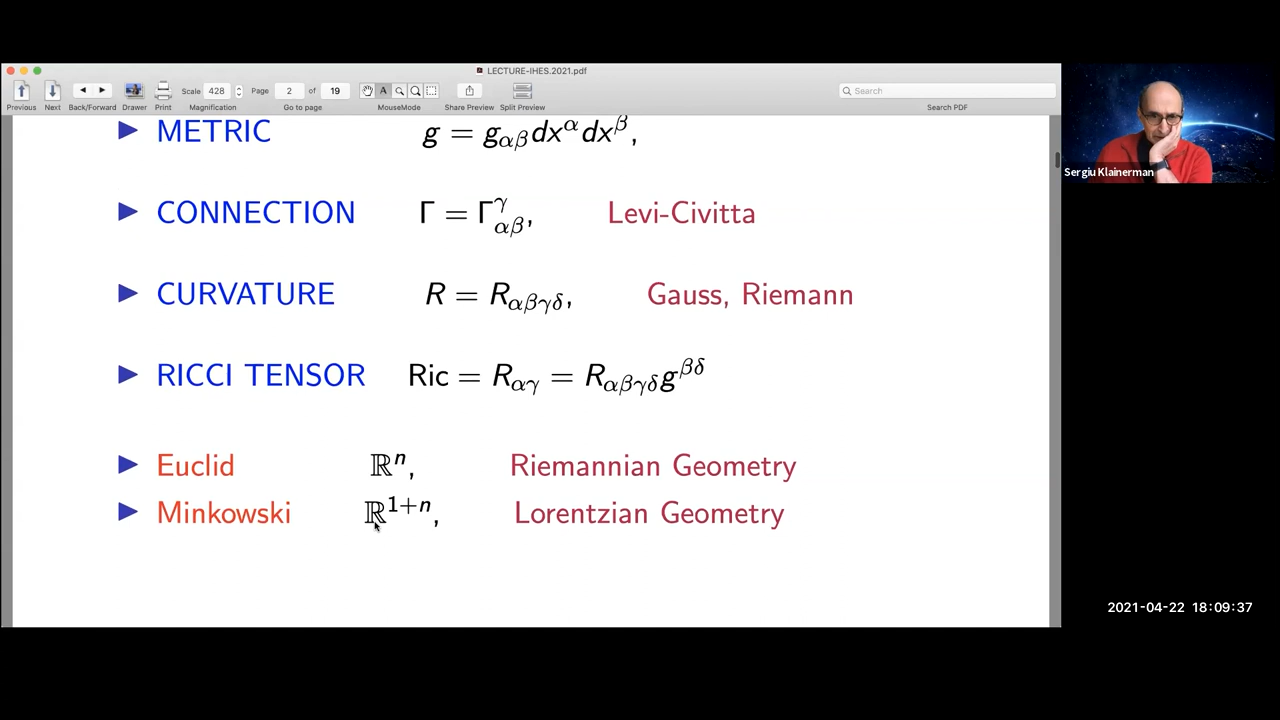 LECTURE-IHES.2021.pdf
Scale 428 Page 2 of 19 Search
Previous Next Back/Forward Drawer Print Magnification Go to page MouseMode Share Preview Split Preview Search PDF
▶ METRIC g = g_{αβ}dx^αdx^β,
▶ CONNECTION Γ = Γ^γ_{αβ}, Levi-Civitta
▶ CURVATURE R = R_{αβγδ}, Gauss, Riemann
▶ RICCI TENSOR Ric = R_{αγ} = R_{αβγδ}g^{βδ}
▶ Euclid ℝ^n, Riemannian Geometry
▶ Minkowski ℝ^{1+n}, Lorentzian Geometry
Sergiu Klainerman
2021-04-22 18:09:37